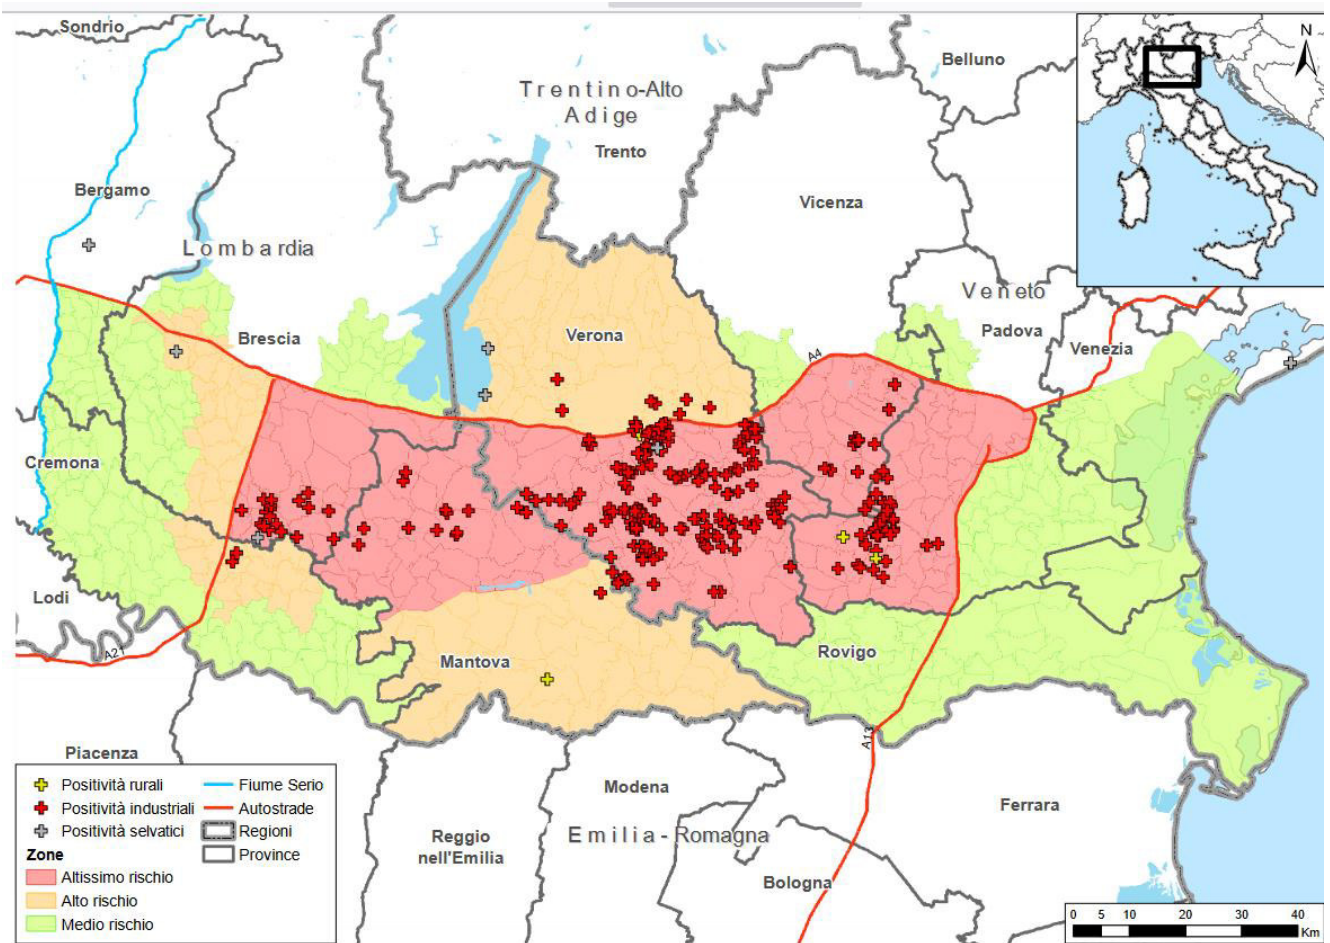 Sondrio
Belluno
N
Trentino-Alto
Adige
Trento
Bergamo
Vicenza
Lombardia
Veneto
Brescia
Verona
Padova
Venezia
A4
Cremona
Lodi
A21
Mantova
Rovigo
A13
Piacenza
Modena
Ferrara
Reggio
nell'Emilia
Emilia - Romagna
Bologna
Positività rurali
Fiume Serio
Positività industriali
Autostrade
Positività selvatici
Regioni
Zone
Province
Altissimo rischio
Alto rischio
Medio rischio
0 5 10 20 30 40
Km